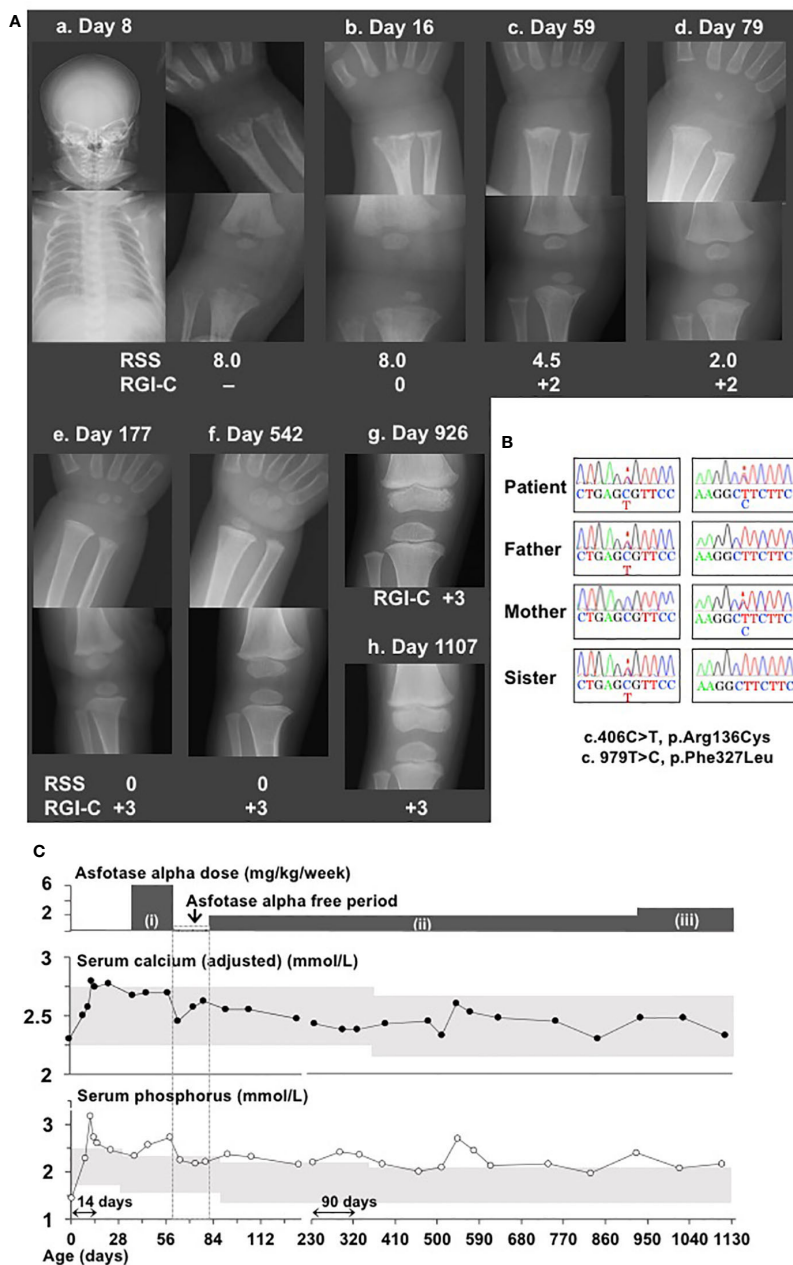 A
a. Day 8
b. Day 16
c. Day 59
d. Day 79
RSS 8.0 8.0 4.5 2.0
RGI-C – 0 +2 +2
e. Day 177
f. Day 542
g. Day 926
RGI-C +3
h. Day 1107
RSS 0 0
RGI-C +3 +3 +3
B
Patient
CTGAGCGTTCC AAGGCTTCTTC
T C
Father
CTGAGCGTTCC AAGGCTTCTTC
T
Mother
CTGAGCGTTCC AAGGCTTCTTC
C
Sister
CTGAGCGTTCC AAGGCTTCTTC
T
c.406C>T, p.Arg136Cys
c. 979T>C, p.Phe327Leu
C
Asfotase alpha dose (mg/kg/week)
6
2
Asfotase alpha free period
(i) (ii) (iii)
Serum calcium (adjusted) (mmol/L)
3
2.5
2
Serum phosphorus (mmol/L)
3
2
1
14 days
90 days
0 28 56 84 112 230 320 410 500 590 680 770 860 950 1040 1130
Age (days)